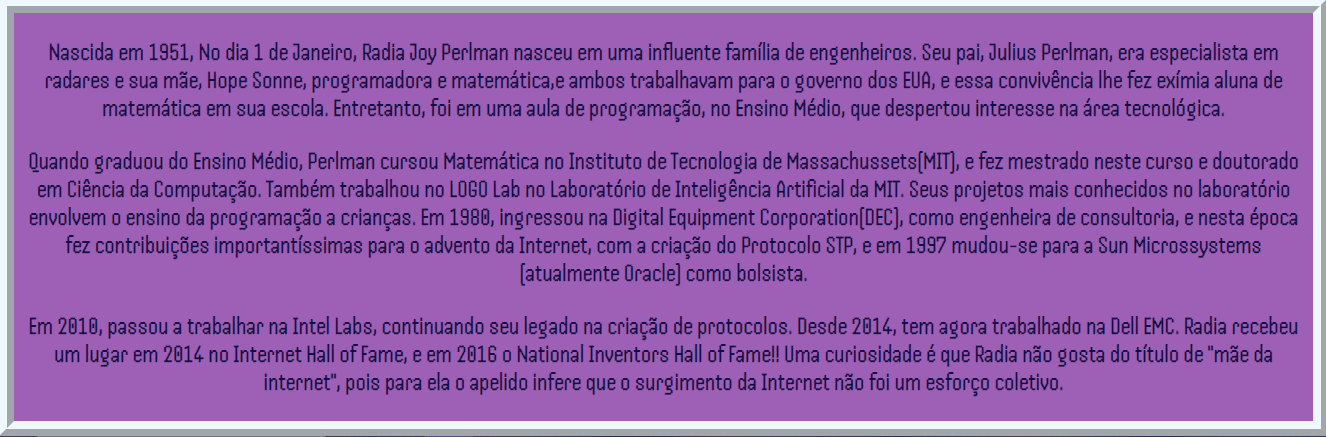 Nascida em 1951, No dia 1 de Janeiro, Radia Joy Perlman nasceu em uma influente família de engenheiros. Seu pai, Julius Perlman, era especialista em
radares e sua mãe, Hope Sonne, programadora e matemática,e ambos trabalhavam para o governo dos EUA, e essa convivência lhe fez exímia aluna de
matemática em sua escola. Entretanto, foi em uma aula de programação, no Ensino Médio, que despertou interesse na área tecnológica.
Quando graduou do Ensino Médio, Perlman cursou Matemática no Instituto de Tecnologia de Massachussets(MIT), e fez mestrado neste curso e doutorado
em Ciência da Computação. Também trabalhou no LOGO Lab no Laboratório de Inteligência Artificial da MIT. Seus projetos mais conhecidos no laboratório
envolvem o ensino da programação a crianças. Em 1980, ingressou na Digital Equipment Corporation(DEC), como engenheira de consultoria, e nesta época
fez contribuições importantíssimas para o advento da Internet, com a criação do Protocolo STP, e em 1997 mudou-se para a Sun Microssystems
(atualmente Oracle) como bolsista.
Em 2010, passou a trabalhar na Intel Labs, continuando seu legado na criação de protocolos. Desde 2014, tem agora trabalhado na Dell EMC. Radia recebeu
um lugar em 2014 no Internet Hall of Fame, e em 2016 o National Inventors Hall of Fame!! Uma curiosidade é que Radia não gosta do título de "mãe da
internet", pois para ela o apelido infere que o surgimento da Internet não foi um esforço coletivo.